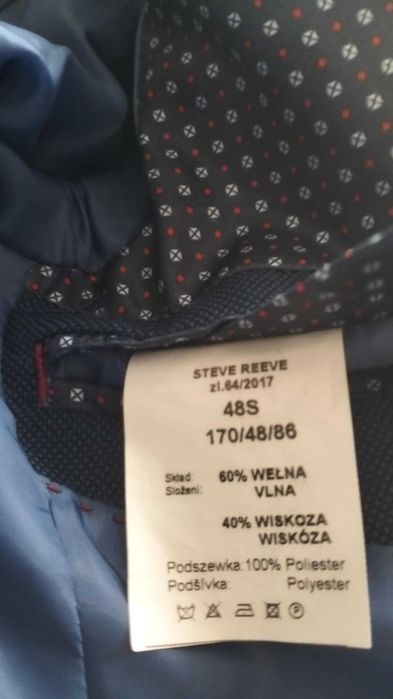 STEVE REEVE
zl.64/2017
48S
170/48/86
Skład: 60% WEŁNA
Složení: VLNA
40% WISKOZA
WISKÓZA
Podszewka:100% Poliester
Podšívka: Polyester
P